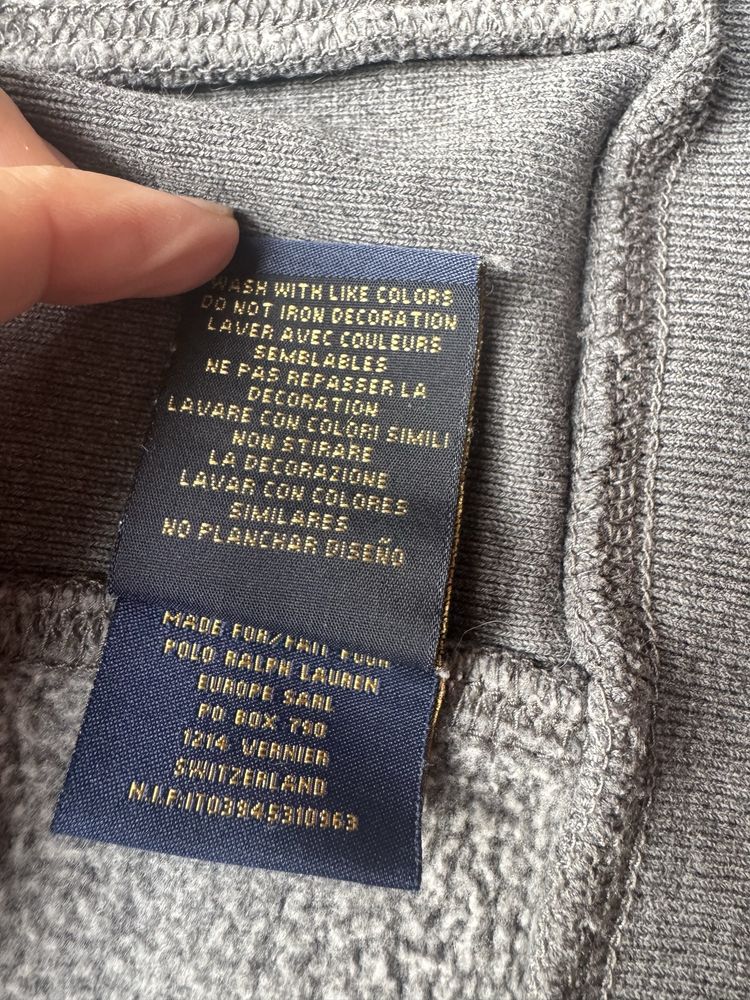 WASH WITH LIKE COLORS
DO NOT IRON DECORATION
LAVER AVEC COULEURS
SEMBLABLES
NE PAS REPASSER LA
DECORATION
LAVARE CON COLORI SIMILI
NON STIRARE
LA DECORAZIONE
LAVAR CON COLORES
SIMILARES
NO PLANCHAR DISEÑO
MADE FOR/FAIT POUR
POLO RALPH LAUREN
EUROPE SARL
PO BOX 790
1214 VERNIER
SWITZERLAND
N.I.F:IT03945310963